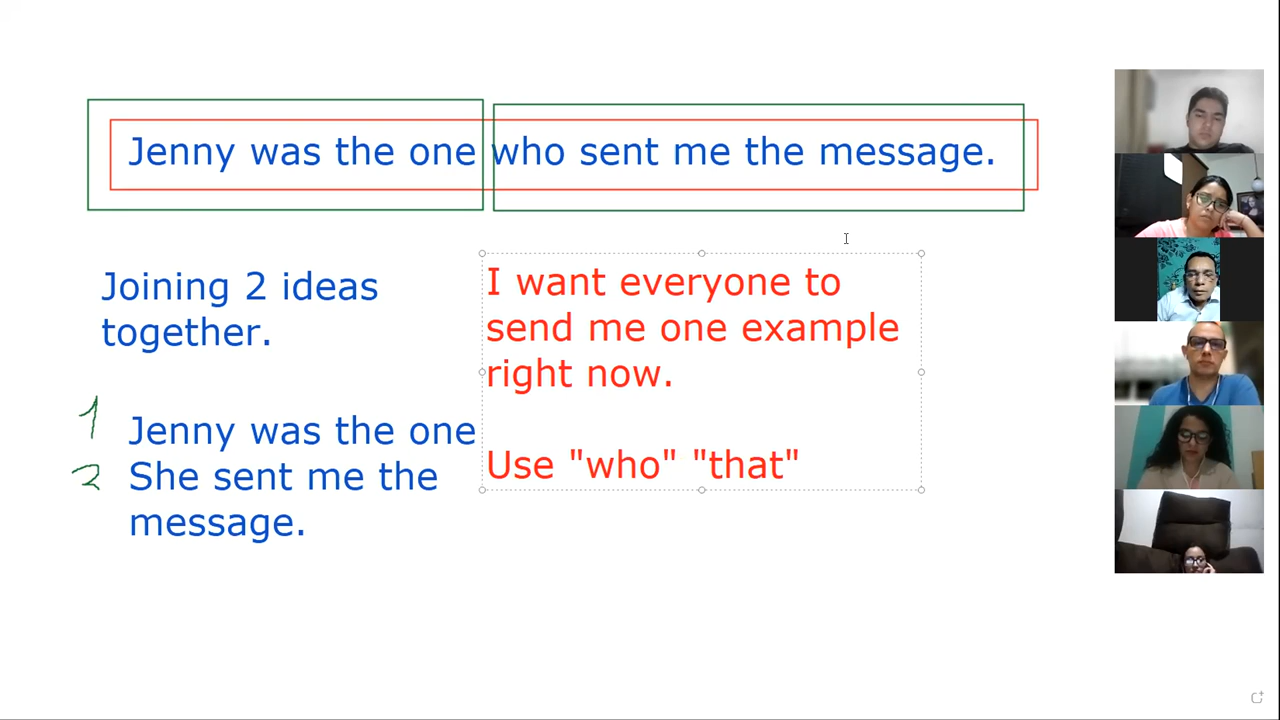 Jenny was the one who sent me the message.
Joining 2 ideas
together.
I want everyone to
send me one example
right now.
Use "who" "that"
1
Jenny was the one
2
She sent me the
message.